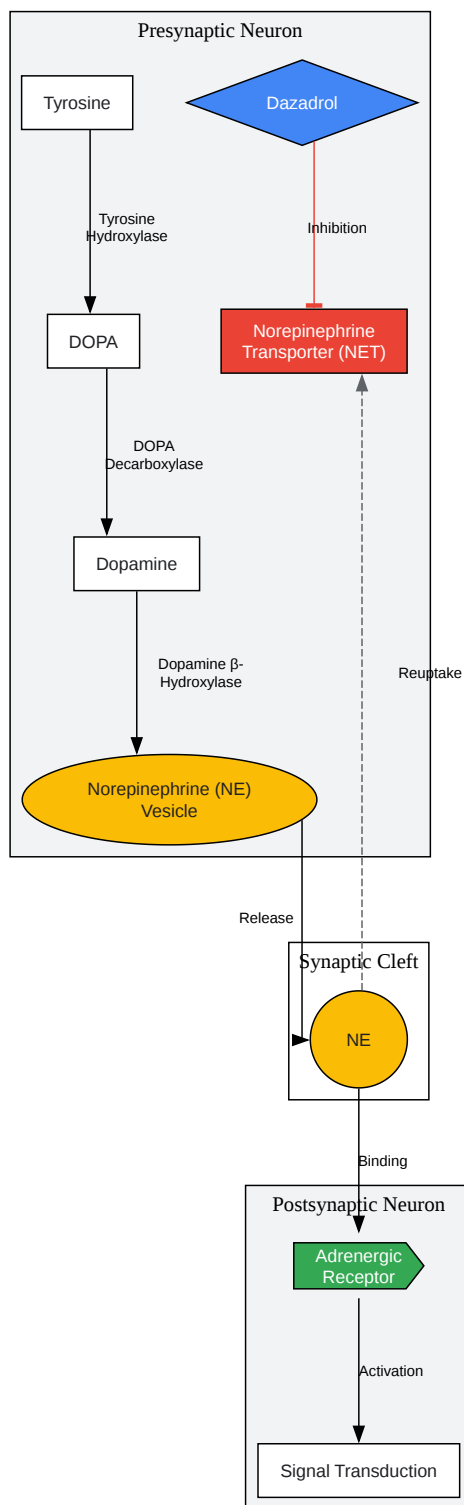 Presynaptic Neuron
Tyrosine
Dazadrol
Tyrosine
Hydroxylase
Inhibition
DOPA
Norepinephrine
Transporter (NET)
DOPA
Decarboxylase
Dopamine
Dopamine β-
Hydroxylase
Reuptake
Norepinephrine (NE)
Vesicle
Release
Synaptic Cleft
NE
Binding
Postsynaptic Neuron
Adrenergic
Receptor
Activation
Signal Transduction